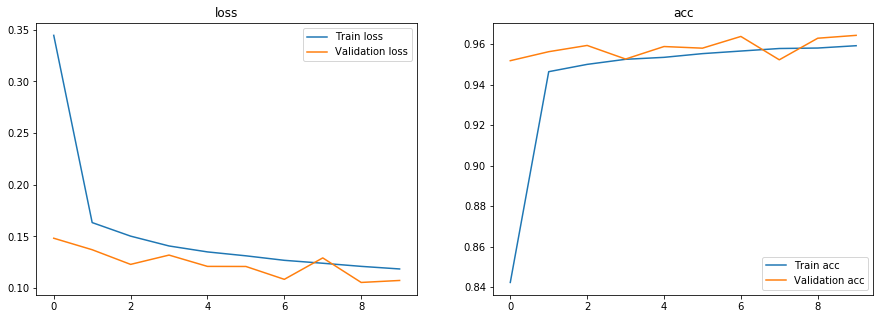 loss
0.35
0.30
0.25
0.20
0.15
0.10
0 2 4 6 8
Train loss
Validation loss
acc
0.96
0.94
0.92
0.90
0.88
0.86
0.84
0 2 4 6 8
Train acc
Validation acc